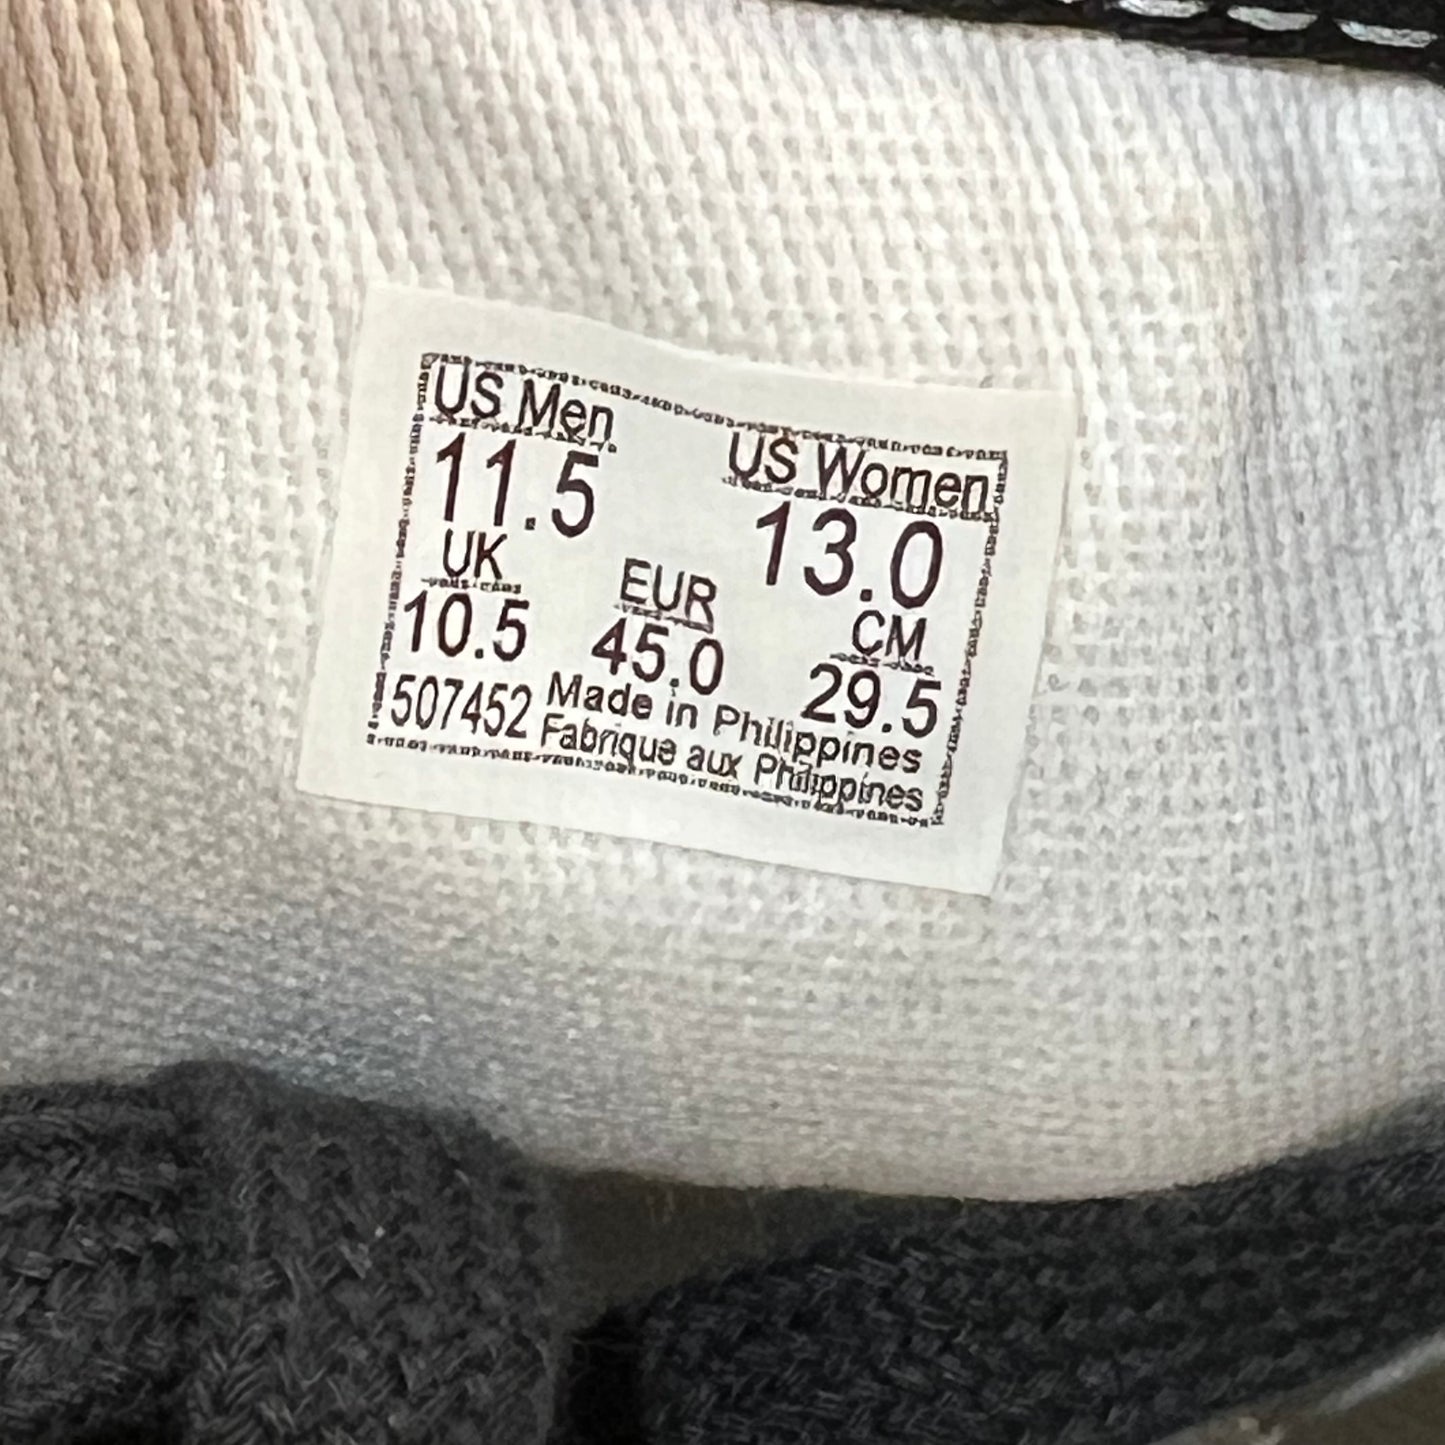 US Men US Women
11.5 13.0
UK EUR CM
10.5 45.0 29.5
507452 Made in Philippines
Fabrique aux Philippines